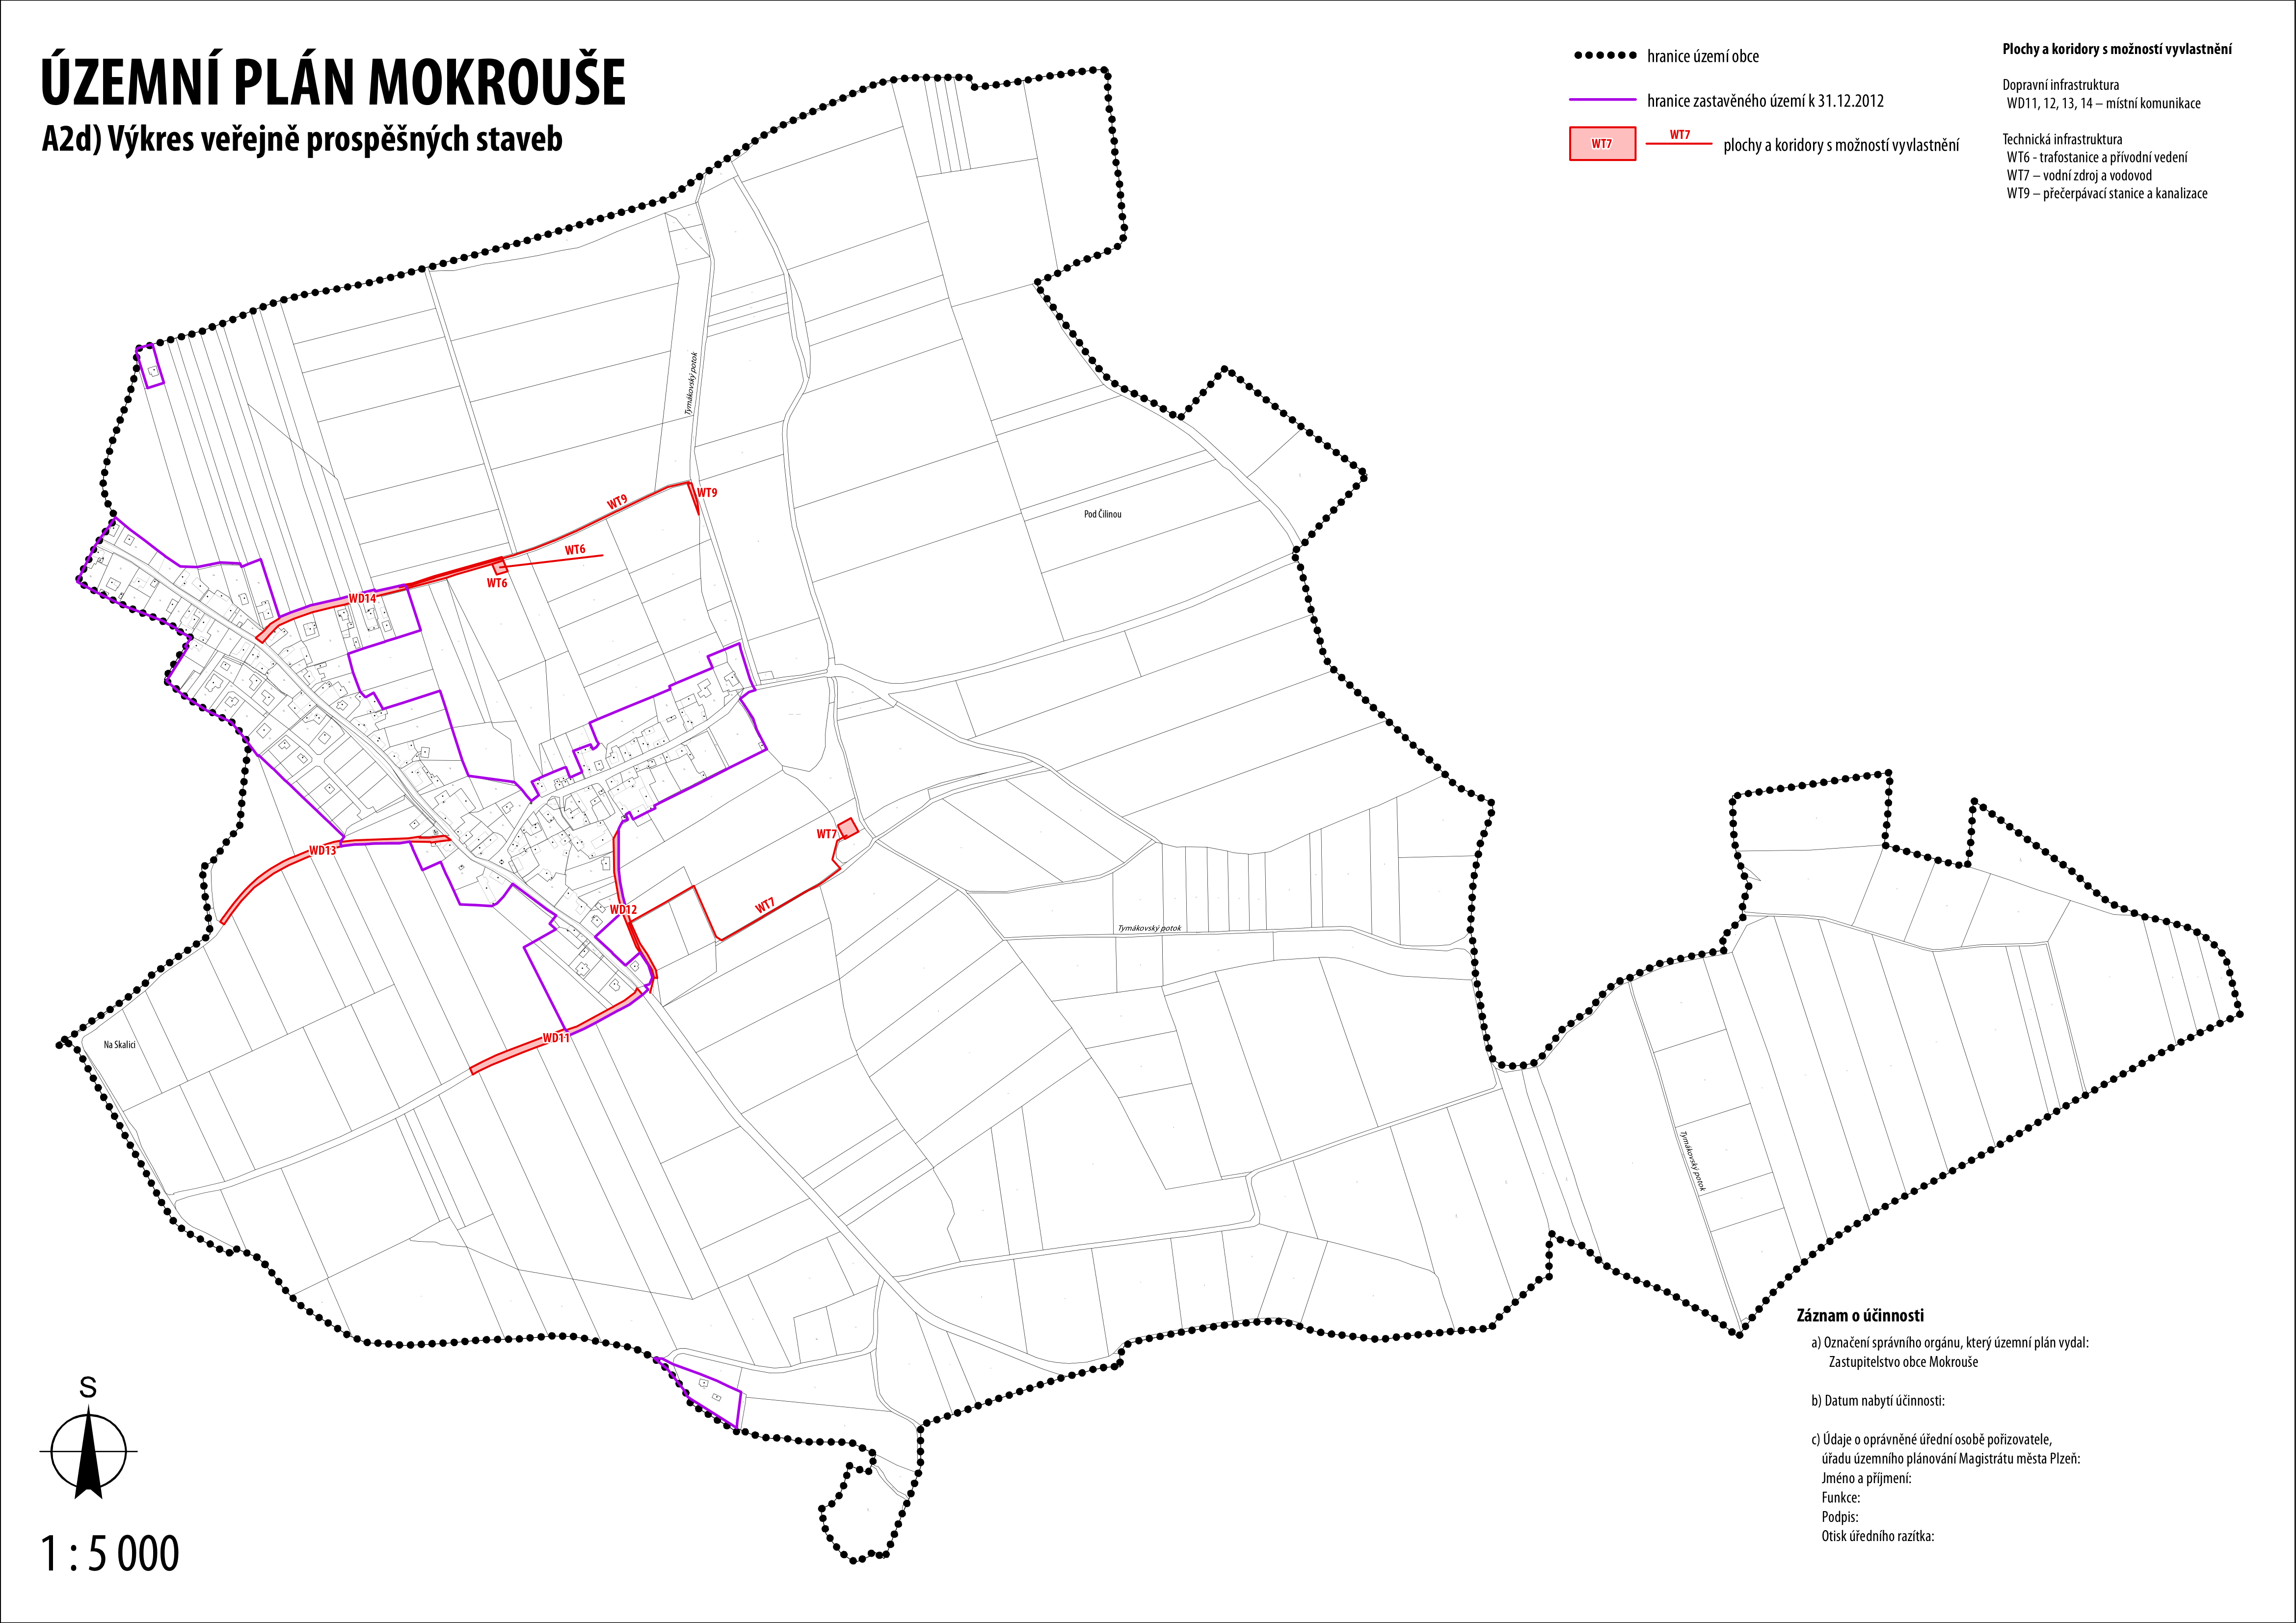 ÚZEMNÍ PLÁN MOKROUŠE
A2d) Výkres veřejně prospěšných staveb
hranice území obce
hranice zastavěného území k 31.12.2012
WT7
WT7
plochy a koridory s možností vyvlastnění
Plochy a koridory s možností vyvlastnění
Dopravní infrastruktura
WD11, 12, 13, 14 – místní komunikace
Technická infrastruktura
WT6 - trafostanice a přívodní vedení
WT7 – vodní zdroj a vodovod
WT9 – přečerpávací stanice a kanalizace
Tymákovský potok
WT9
WT9
Pod Čilinou
WT6
WT6
WD14
WT7
WD13
WT7
WD12
Tymákovský potok
WD11
Na Skalici
Tymákovský potok
Záznam o účinnosti
a) Označení správního orgánu, který územní plán vydal:
Zastupitelstvo obce Mokrouše
b) Datum nabytí účinnosti:
c) Údaje o oprávněné úřední osobě pořizovatele,
úřadu územního plánování Magistrátu města Plzeň:
Jméno a příjmení:
Funkce:
Podpis:
Otisk úředního razítka:
S
1 : 5 000